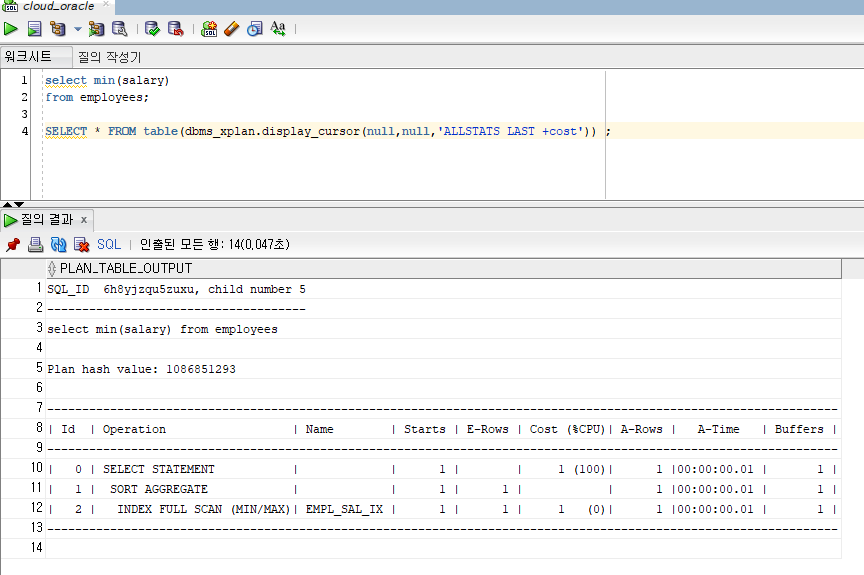 cloud_oracle
SQL
워크시트 질의 작성기
1 select min(salary)
2 from employees;
3
4 SELECT * FROM table(dbms_xplan.display_cursor(null,null,'ALLSTATS LAST +cost')) ;
질의 결과 x
SQL | 인출된 모든 행: 14(0,047초)
PLAN_TABLE_OUTPUT
1 SQL_ID  6h8yjzqu5zuxu, child number 5
2 -------------------------------------
3 select min(salary) from employees
4
5 Plan hash value: 1086851293
6
7 -----------------------------------------------------------------------------------------------------------------
8 | Id  | Operation                  | Name        | Starts | E-Rows | Cost (%CPU)| A-Rows |   A-Time   | Buffers |
9 -----------------------------------------------------------------------------------------------------------------
10 |   0 | SELECT STATEMENT           |             |      1 |        |     1 (100)|      1 |00:00:00.01 |       1 |
11 |   1 |  SORT AGGREGATE            |             |      1 |      1 |            |      1 |00:00:00.01 |       1 |
12 |   2 |   INDEX FULL SCAN (MIN/MAX)| EMPL_SAL_IX |      1 |      1 |     1   (0)|      1 |00:00:00.01 |       1 |
13 -----------------------------------------------------------------------------------------------------------------
14